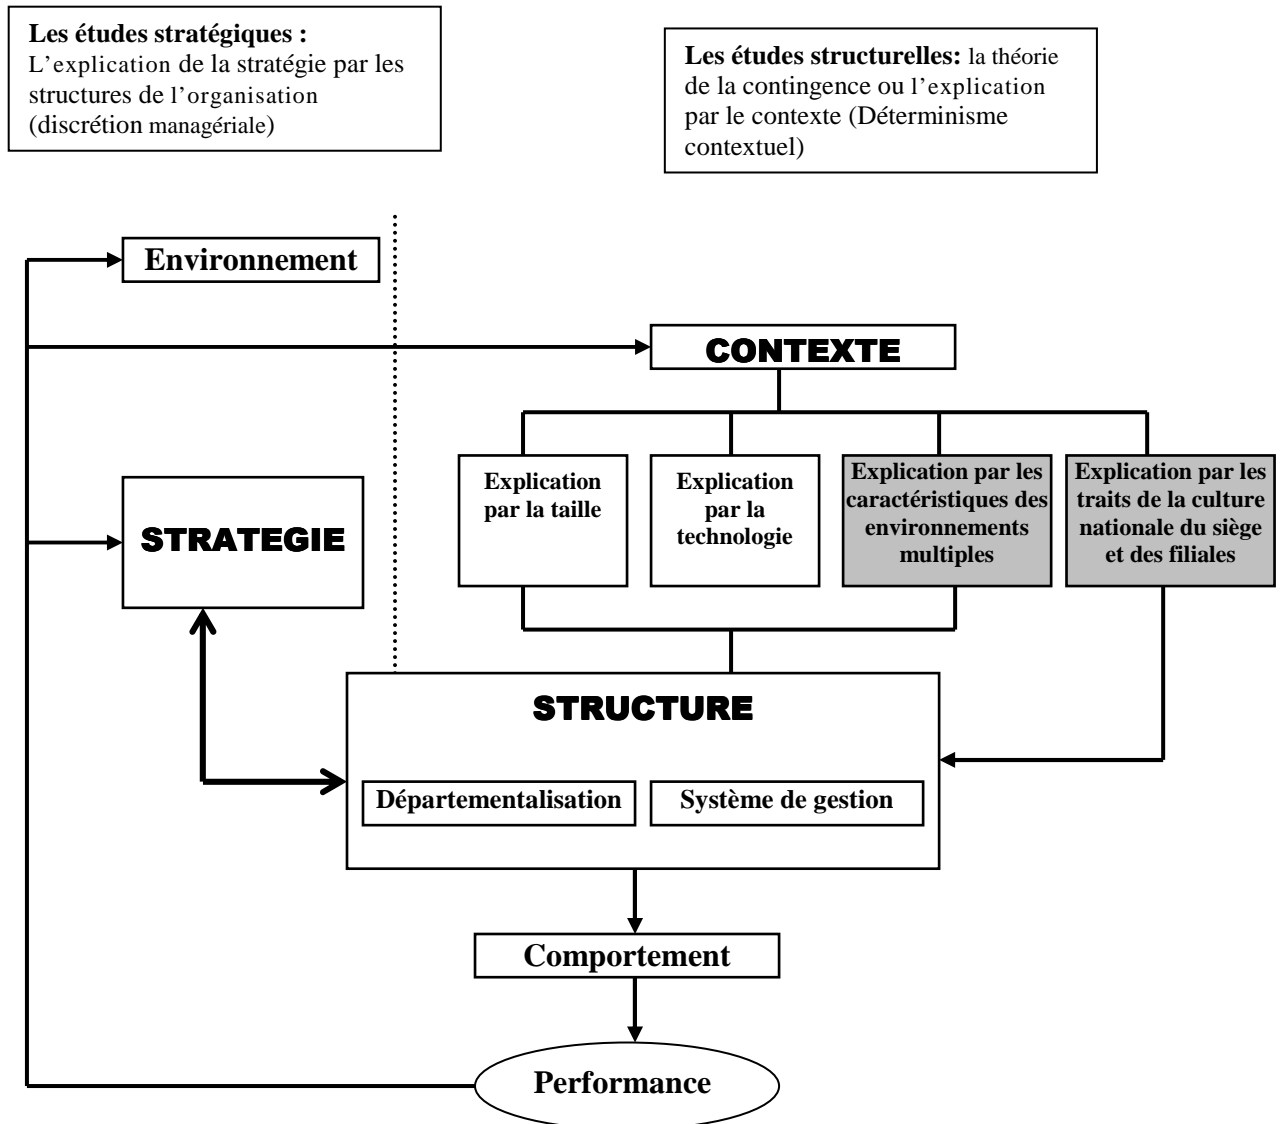 Les études stratégiques :
L'explication de la stratégie par les
structures de l'organisation
(discrétion managériale)
Les études structurelles: la théorie
de la contingence ou l'explication
par le contexte (Déterminisme
contextuel)
Environnement
CONTEXTE
Explication
par la taille
Explication
par la
technologie
Explication par les
caractéristiques des
environnements
multiples
Explication par les
traits de la culture
nationale du siège
et des filiales
STRATEGIE
STRUCTURE
Départementalisation
Système de gestion
Comportement
Performance